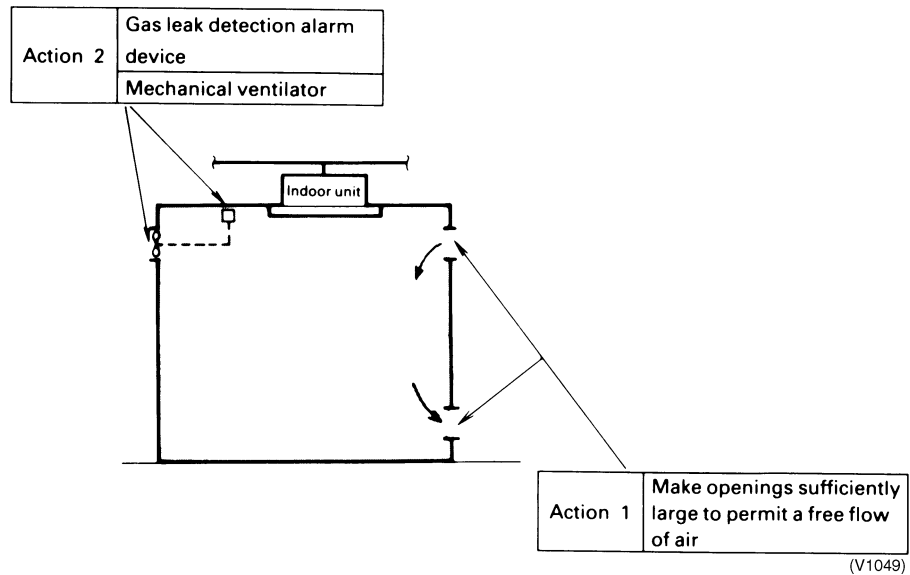 Action 2
Gas leak detection alarm
device
Mechanical ventilator
Indoor unit
Action 1
Make openings sufficiently
large to permit a free flow
of air
(V1049)